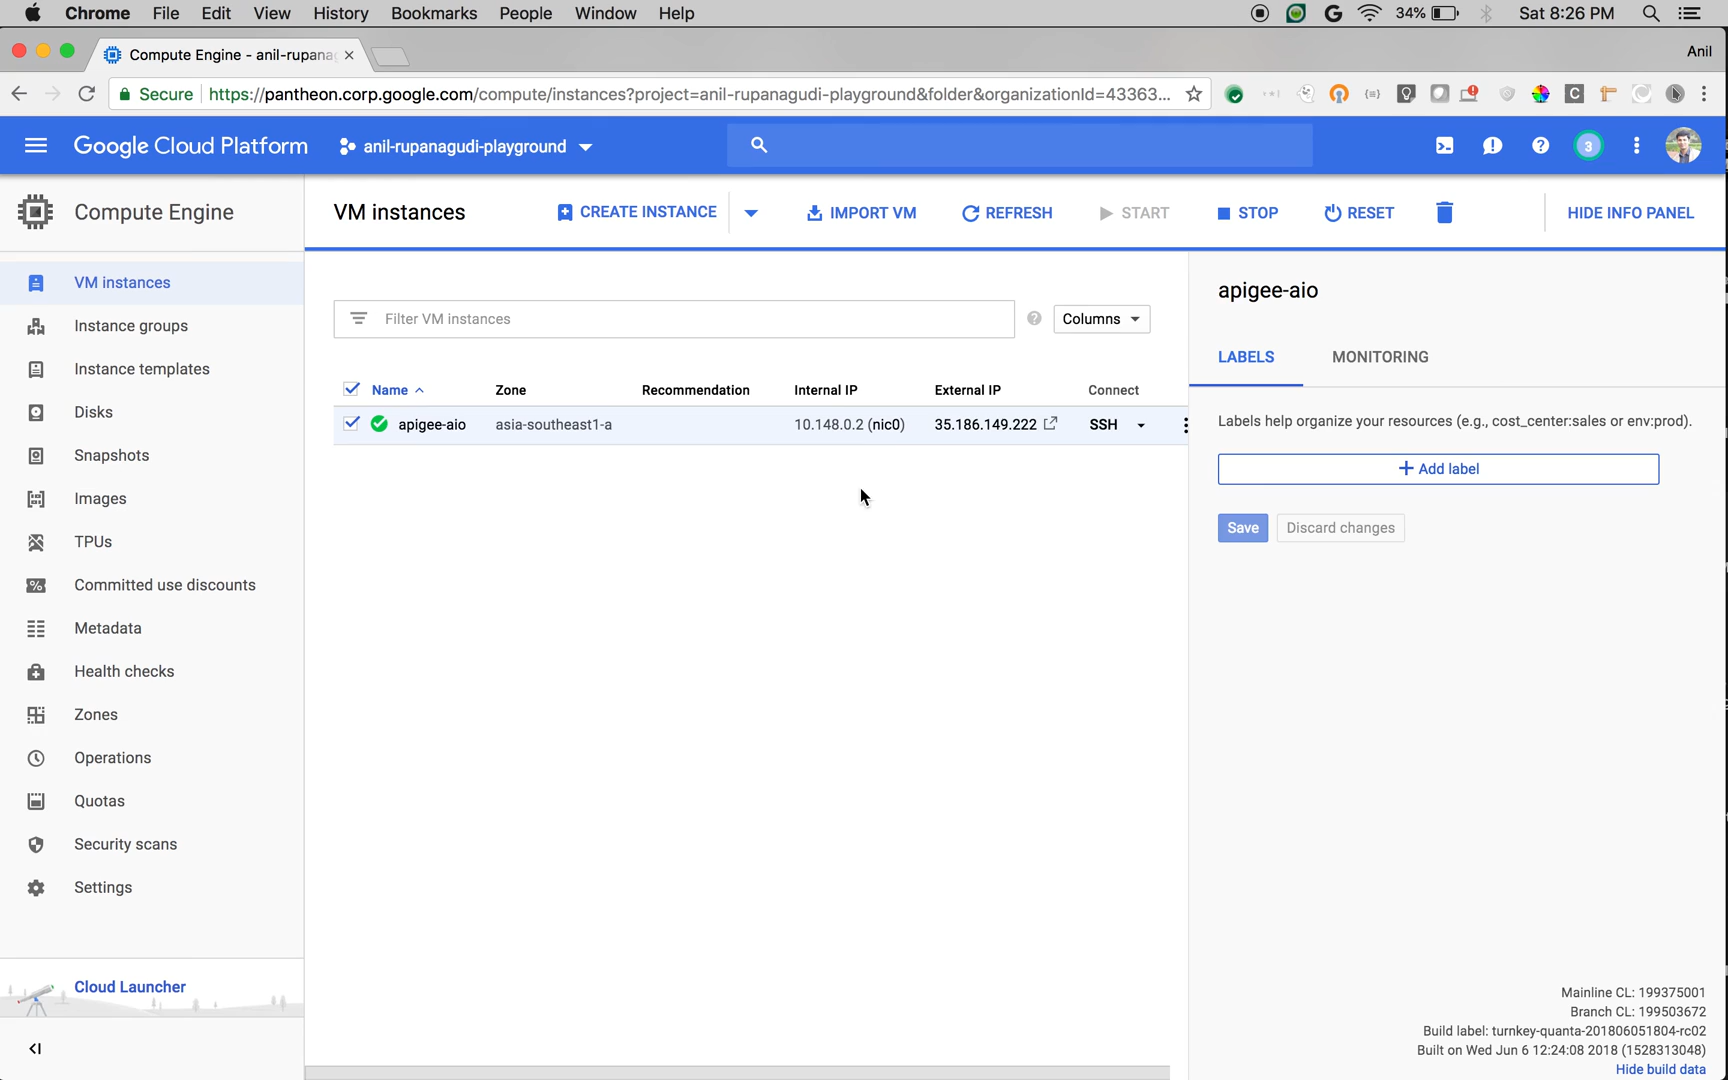 Chrome File Edit View History Bookmarks People Window Help
34% Sat 8:26 PM
Compute Engine - anil-rupana
Anil
Secure https://pantheon.corp.google.com/compute/instances?project=anil-rupanagudi-playground&folder&organizationId=43363...
Google Cloud Platform anil-rupanagudi-playground 3
Compute Engine
VM instances CREATE INSTANCE IMPORT VM REFRESH START STOP RESET HIDE INFO PANEL
VM instances
Instance groups
Instance templates
Disks
Snapshots
Images
TPUs
Committed use discounts
Metadata
Health checks
Zones
Operations
Quotas
Security scans
Settings
Cloud Launcher
Filter VM instances Columns
Name Zone Recommendation Internal IP External IP Connect
apigee-aio asia-southeast1-a 10.148.0.2 (nic0) 35.186.149.222 SSH
apigee-aio
LABELS MONITORING
Labels help organize your resources (e.g., cost_center:sales or env:prod).
+ Add label
Save Discard changes
Mainline CL: 199375001
Branch CL: 199503672
Build label: turnkey-quanta-201806051804-rc02
Built on Wed Jun 6 12:24:08 2018 (1528313048)
Hide build data